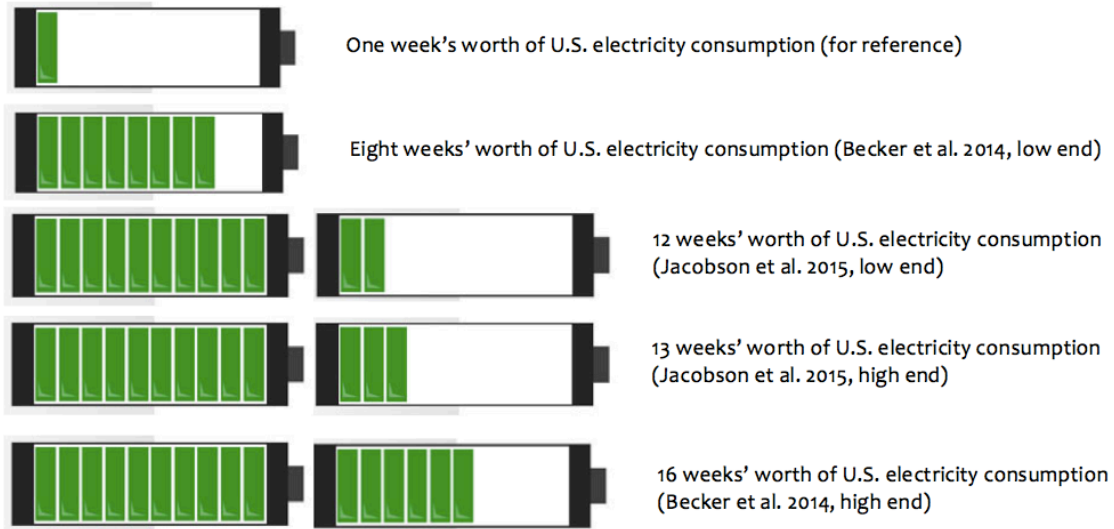 One week's worth of U.S. electricity consumption (for reference)
Eight weeks' worth of U.S. electricity consumption (Becker et al. 2014, low end)
12 weeks' worth of U.S. electricity consumption
(Jacobson et al. 2015, low end)
13 weeks' worth of U.S. electricity consumption
(Jacobson et al. 2015, high end)
16 weeks' worth of U.S. electricity consumption
(Becker et al. 2014, high end)